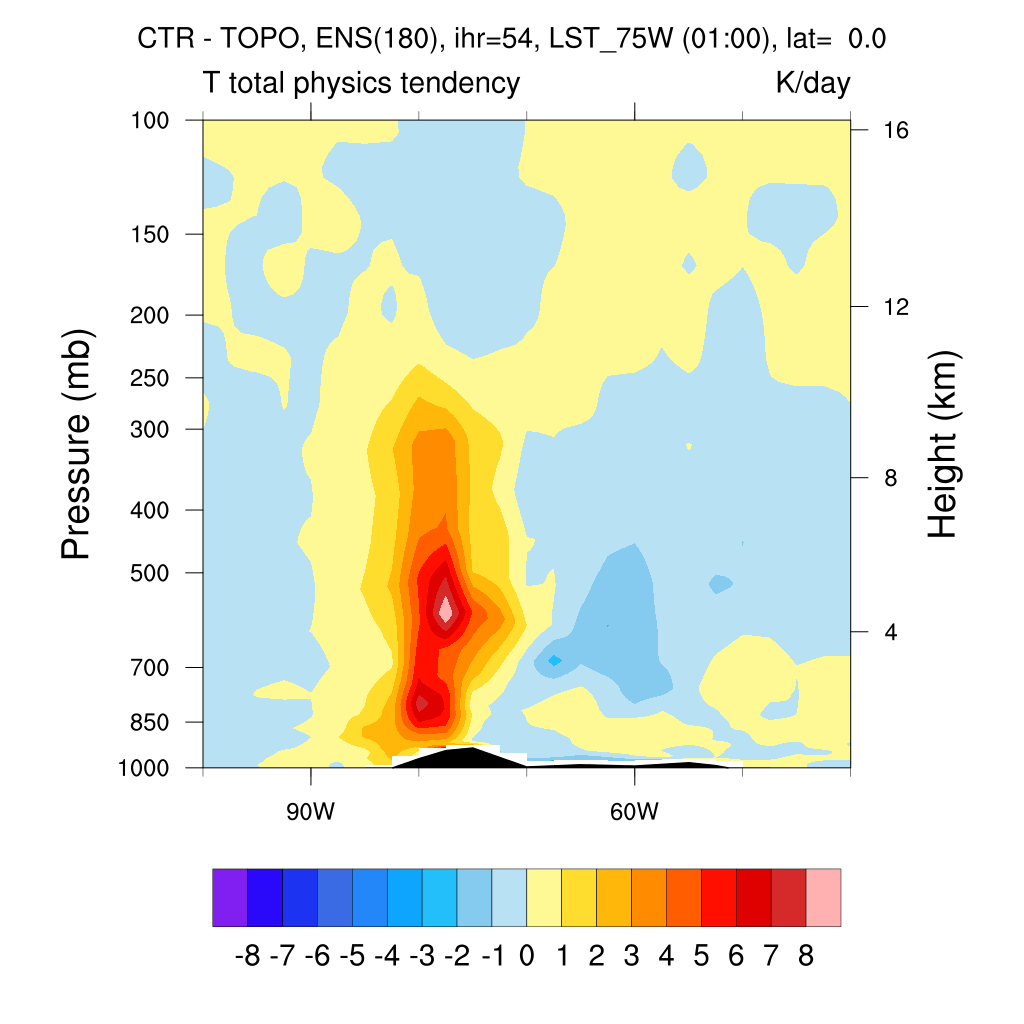 CTR - TOPO, ENS(180), ihr=54, LST_75W (01:00), lat=  0.0
T total physics tendency K/day
100
150
200
250
300
400
500
700
850
1000
Pressure (mb)
16
12
8
4
Height (km)
90W 60W
-8 -7 -6 -5 -4 -3 -2 -1 0 1 2 3 4 5 6 7 8